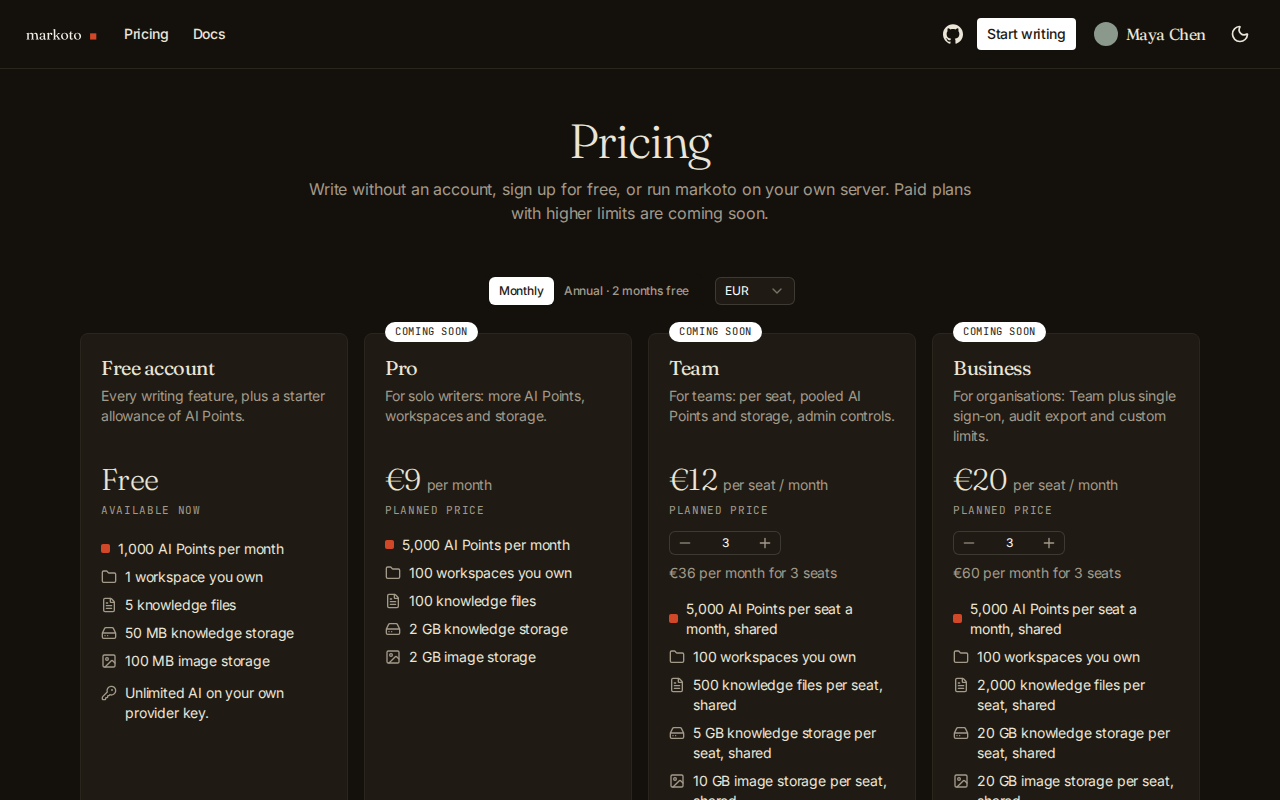 markoto
Pricing
Docs
Start writing
Maya Chen
Pricing
Write without an account, sign up for free, or run markoto on your own server. Paid plans
with higher limits are coming soon.
Monthly
Annual · 2 months free
EUR
Free account
Every writing feature, plus a starter
allowance of AI Points.
Free
AVAILABLE NOW
1,000 AI Points per month
1 workspace you own
5 knowledge files
50 MB knowledge storage
100 MB image storage
Unlimited AI on your own
provider key.
COMING SOON
Pro
For solo writers: more AI Points,
workspaces and storage.
€9 per month
PLANNED PRICE
5,000 AI Points per month
100 workspaces you own
100 knowledge files
2 GB knowledge storage
2 GB image storage
COMING SOON
Team
For teams: per seat, pooled AI
Points and storage, admin controls.
€12 per seat / month
PLANNED PRICE
3
€36 per month for 3 seats
5,000 AI Points per seat a
month, shared
100 workspaces you own
500 knowledge files per seat,
shared
5 GB knowledge storage per
seat, shared
10 GB image storage per seat,
shared
COMING SOON
Business
For organisations: Team plus single
sign-on, audit export and custom
limits.
€20 per seat / month
PLANNED PRICE
3
€60 per month for 3 seats
5,000 AI Points per seat a
month, shared
100 workspaces you own
2,000 knowledge files per
seat, shared
20 GB knowledge storage per
seat, shared
20 GB image storage per seat,
shared